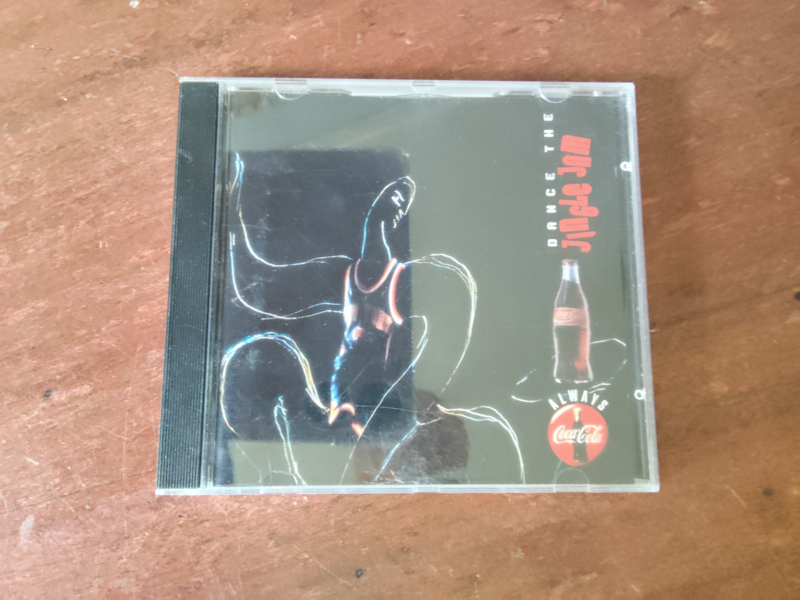 DANCE THE
JINGLE JAM
ALWAYS
Coca-Cola